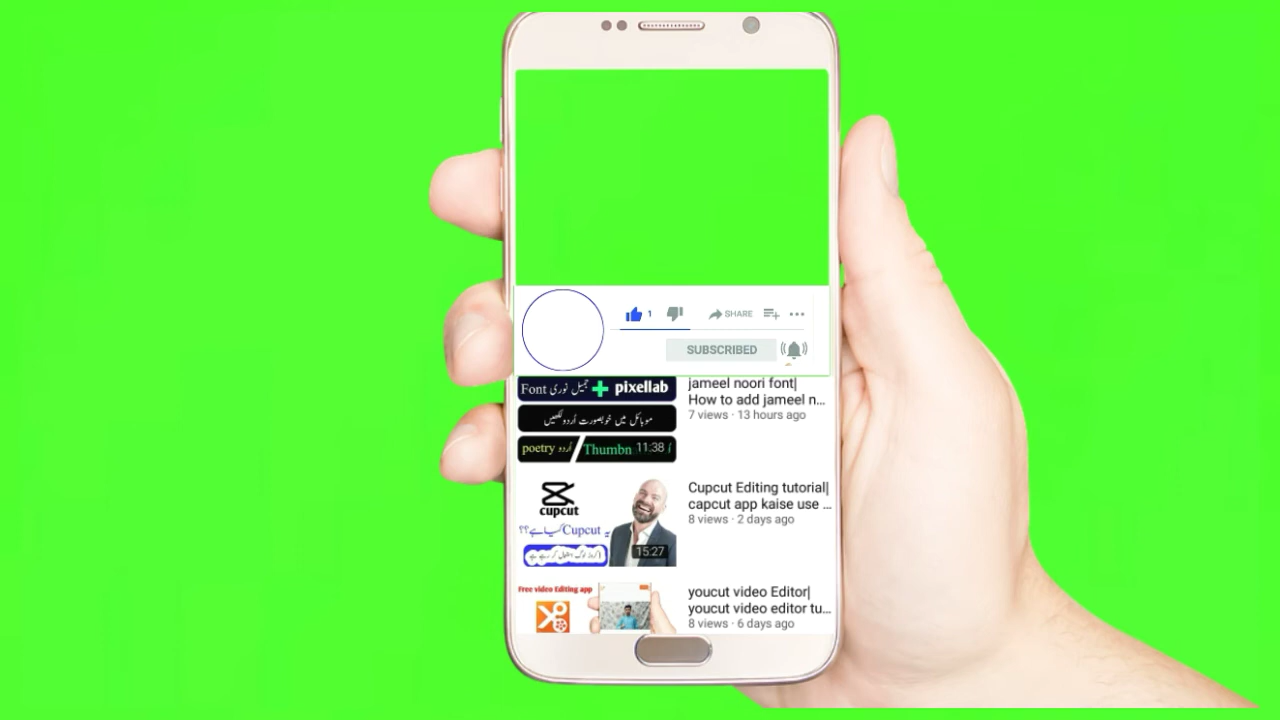 1
SHARE
SUBSCRIBED
Font جمیل نوری + pixellab
موبائل میں خوبصورت اُردو لکھیں
poetry اردو / Thumbn 11:38
jameel noori font|
How to add jameel n...
7 views · 13 hours ago
cupcut
یہ Cupcut کیا ہے؟؟
15:27
Cupcut Editing tutorial|
capcut app kaise use ...
8 views · 2 days ago
Free video Editing app
youcut video Editor|
youcut video editor tu...
8 views · 6 days ago